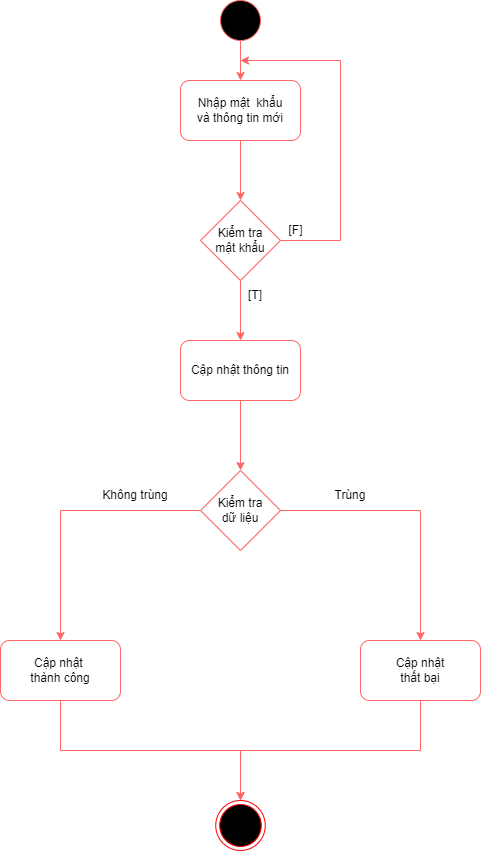 Nhập mật khẩu
và thông tin mới
Kiểm tra
mật khẩu
[F]
[T]
Cập nhật thông tin
Không trùng
Kiểm tra
dữ liệu
Trùng
Cập nhật
thành công
Cập nhật
thất bại